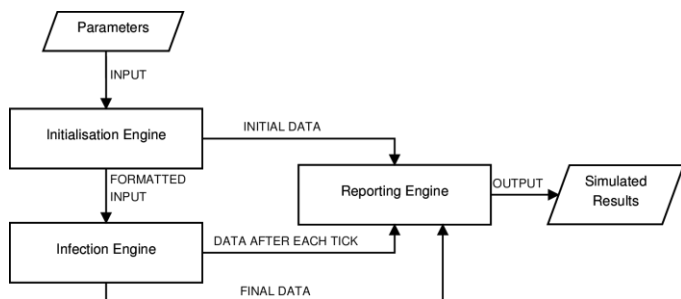 Parameters
INPUT
Initialisation Engine
INITIAL DATA
FORMATTED
INPUT
Reporting Engine
OUTPUT
Simulated
Results
Infection Engine
DATA AFTER EACH TICK
FINAL DATA